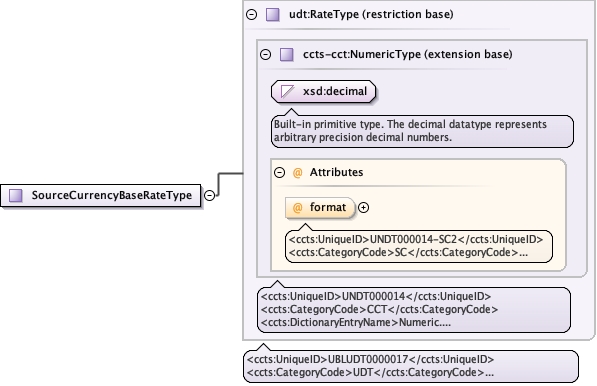 udt:RateType (restriction base)
ccts-cct:NumericType (extension base)
xsd:decimal
Built-in primitive type. The decimal datatype represents
arbitrary precision decimal numbers.
@ Attributes
@ format
<ccts:UniqueID>UNDT000014-SC2</ccts:UniqueID>
<ccts:CategoryCode>SC</ccts:CategoryCode>...
SourceCurrencyBaseRateType
<ccts:UniqueID>UNDT000014</ccts:UniqueID>
<ccts:CategoryCode>CCT</ccts:CategoryCode>
<ccts:DictionaryEntryName>Numeric....
<ccts:UniqueID>UBLUDT0000017</ccts:UniqueID>
<ccts:CategoryCode>UDT</ccts:CategoryCode>...